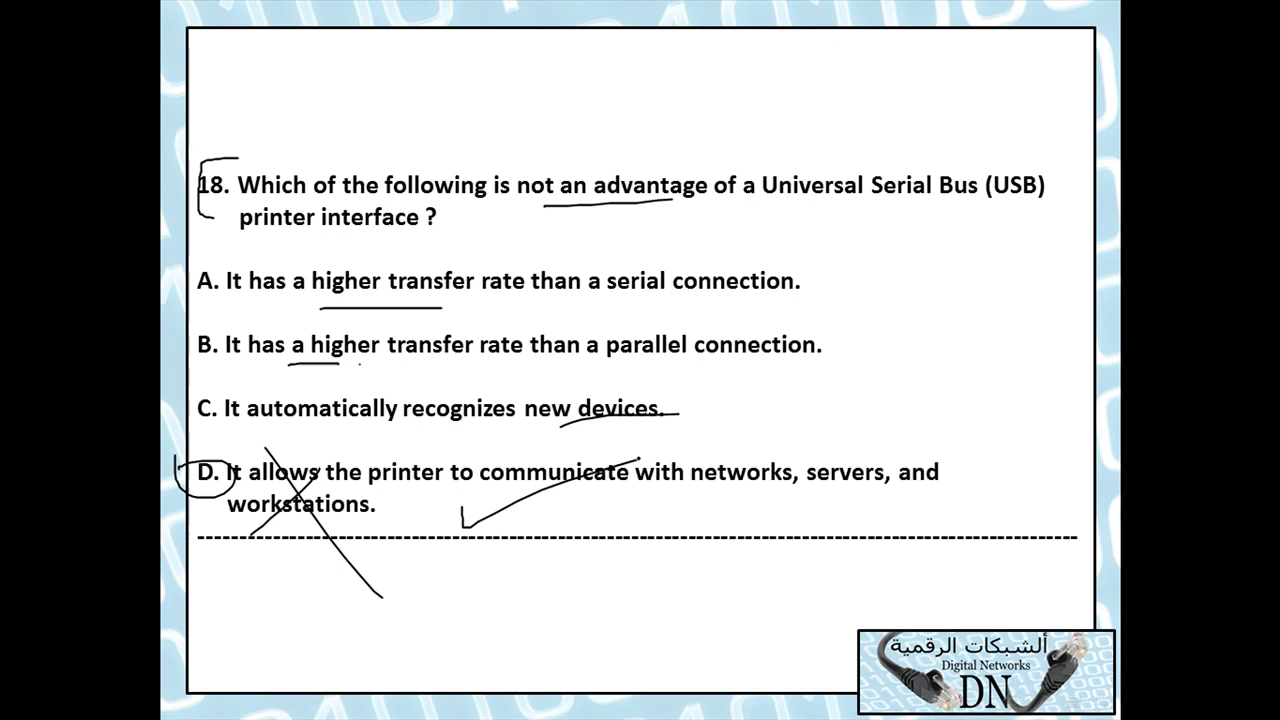 18. Which of the following is not an advantage of a Universal Serial Bus (USB)
printer interface ?
A. It has a higher transfer rate than a serial connection.
B. It has a higher transfer rate than a parallel connection.
C. It automatically recognizes new devices.
D. It allows the printer to communicate with networks, servers, and
workstations.
ألشبكات الرقمية
Digital Networks
DN